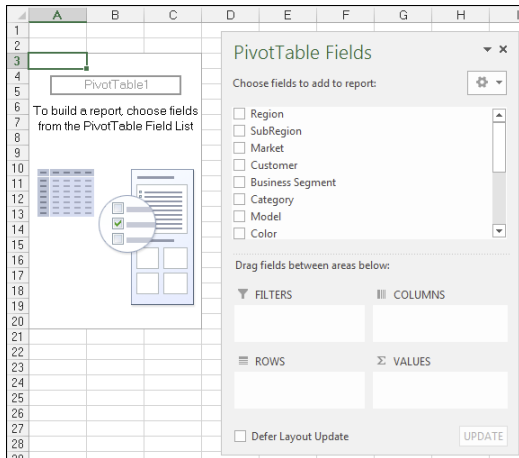 A B C D E F G H
1
2
3
4
5
6
7
8
9
10
11
12
13
14
15
16
17
18
19
20
21
22
23
24
25
26
27
28
PivotTable1
To build a report, choose fields
from the PivotTable Field List
PivotTable Fields
Choose fields to add to report:
Region
SubRegion
Market
Customer
Business Segment
Category
Model
Color
Drag fields between areas below:
FILTERS
COLUMNS
ROWS
Σ VALUES
Defer Layout Update
UPDATE